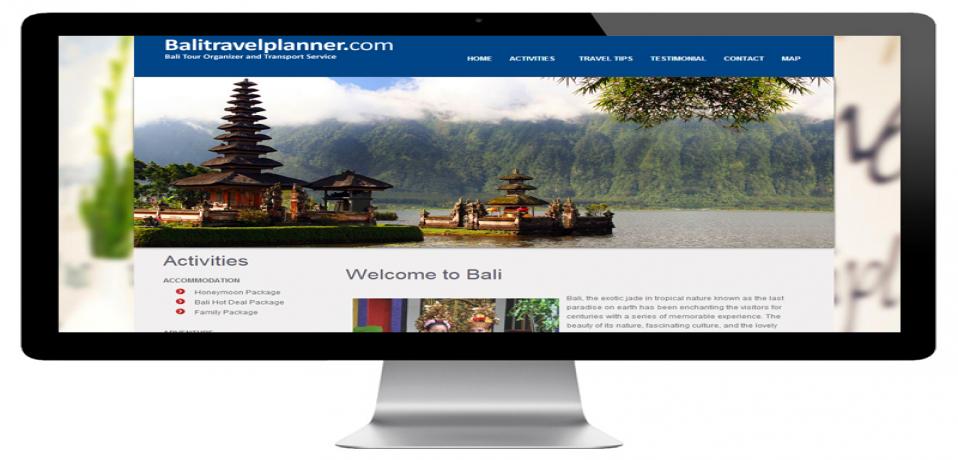 Balitravelplanner.com
Bali Tour Organizer and Transport Service
HOME ACTIVITIES TRAVEL TIPS TESTIMONIAL CONTACT MAP
Activities
ACCOMMODATION
Honeymoon Package
Bali Hot Deal Package
Family Package
Welcome to Bali
Bali, the exotic jade in tropical nature known as the last
paradise on earth has been enchanting the visitors for
centuries with a series of memorable experience. The
beauty of its nature, fascinating culture, and the lovely